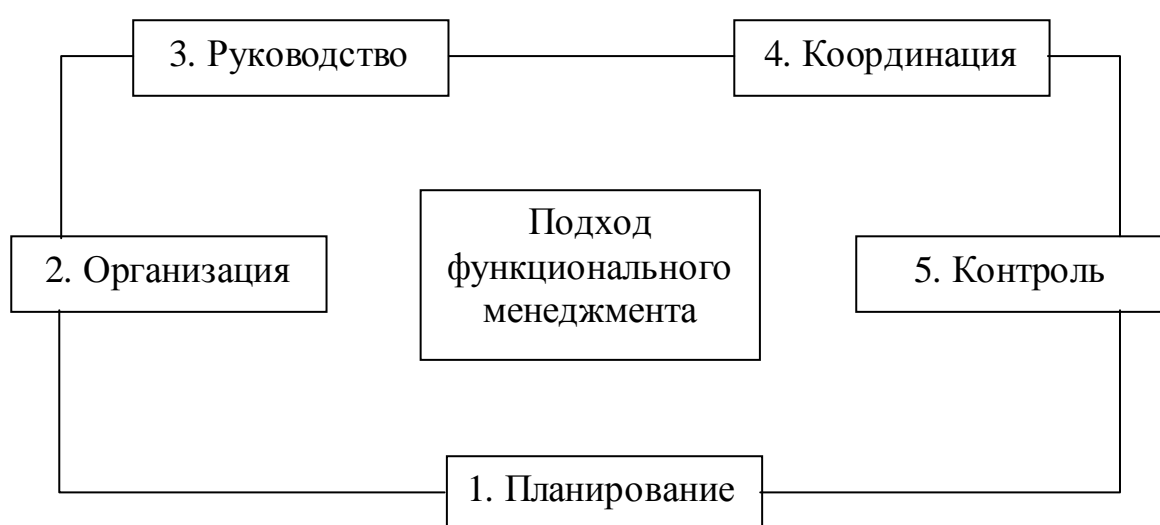 3. Руководство
4. Координация
Подход
функционального
менеджмента
2. Организация
5. Контроль
1. Планирование